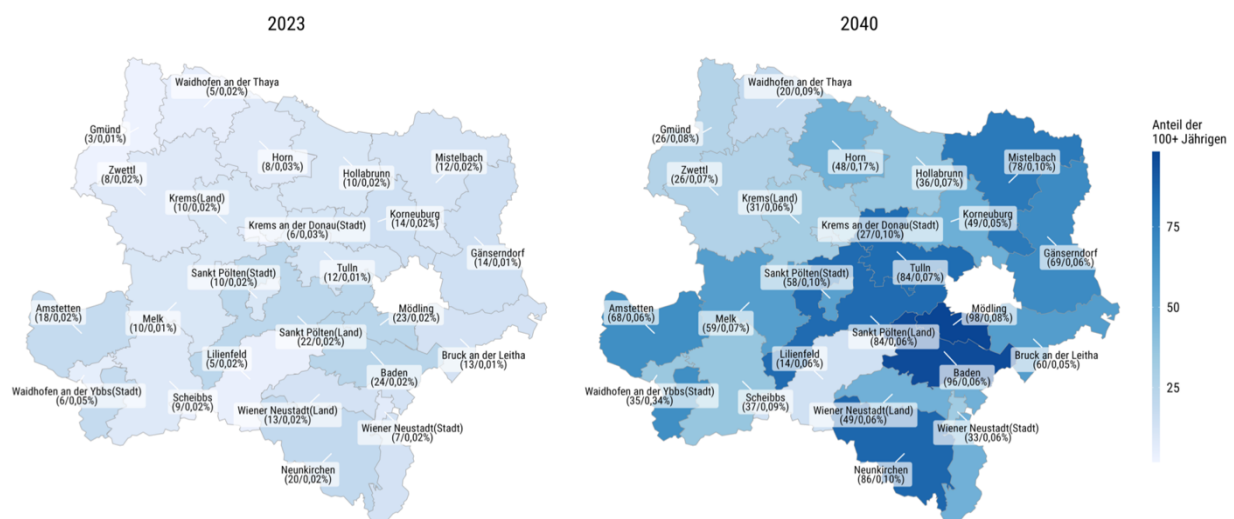 2023
Waidhofen an der Thaya
(5/0,02%)
Gmünd
(3/0,01%)
Horn
(8/0,03%)
Hollabrunn
(10/0,02%)
Mistelbach
(12/0,02%)
Zwettl
(8/0,02%)
Krems(Land)
(10/0,02%)
Krems an der Donau(Stadt)
(6/0,03%)
Korneuburg
(14/0,02%)
Gänserndorf
(14/0,01%)
Sankt Pölten(Stadt)
(10/0,02%)
Tulln
(12/0,01%)
Amstetten
(18/0,02%)
Melk
(10/0,01%)
Mödling
(23/0,02%)
Sankt Pölten(Land)
(22/0,02%)
Lilienfeld
(5/0,02%)
Bruck an der Leitha
(13/0,01%)
Baden
(24/0,02%)
Waidhofen an der Ybbs(Stadt)
(6/0,05%)
Scheibbs
(9/0,02%)
Wiener Neustadt(Land)
(13/0,02%)
Wiener Neustadt(Stadt)
(7/0,02%)
Neunkirchen
(20/0,02%)
2040
Waidhofen an der Thaya
(20/0,09%)
Gmünd
(26/0,08%)
Horn
(48/0,17%)
Hollabrunn
(36/0,07%)
Mistelbach
(78/0,10%)
Zwettl
(26/0,07%)
Krems(Land)
(31/0,06%)
Krems an der Donau(Stadt)
(27/0,10%)
Korneuburg
(49/0,05%)
Gänserndorf
(69/0,06%)
Sankt Pölten(Stadt)
(58/0,10%)
Tulln
(84/0,07%)
Amstetten
(68/0,06%)
Melk
(59/0,07%)
Mödling
(98/0,08%)
Sankt Pölten(Land)
(84/0,06%)
Lilienfeld
(14/0,06%)
Bruck an der Leitha
(60/0,05%)
Baden
(96/0,06%)
Waidhofen an der Ybbs(Stadt)
(35/0,34%)
Scheibbs
(37/0,09%)
Wiener Neustadt(Land)
(49/0,06%)
Wiener Neustadt(Stadt)
(33/0,06%)
Neunkirchen
(86/0,10%)
Anteil der
100+ Jährigen
75
50
25